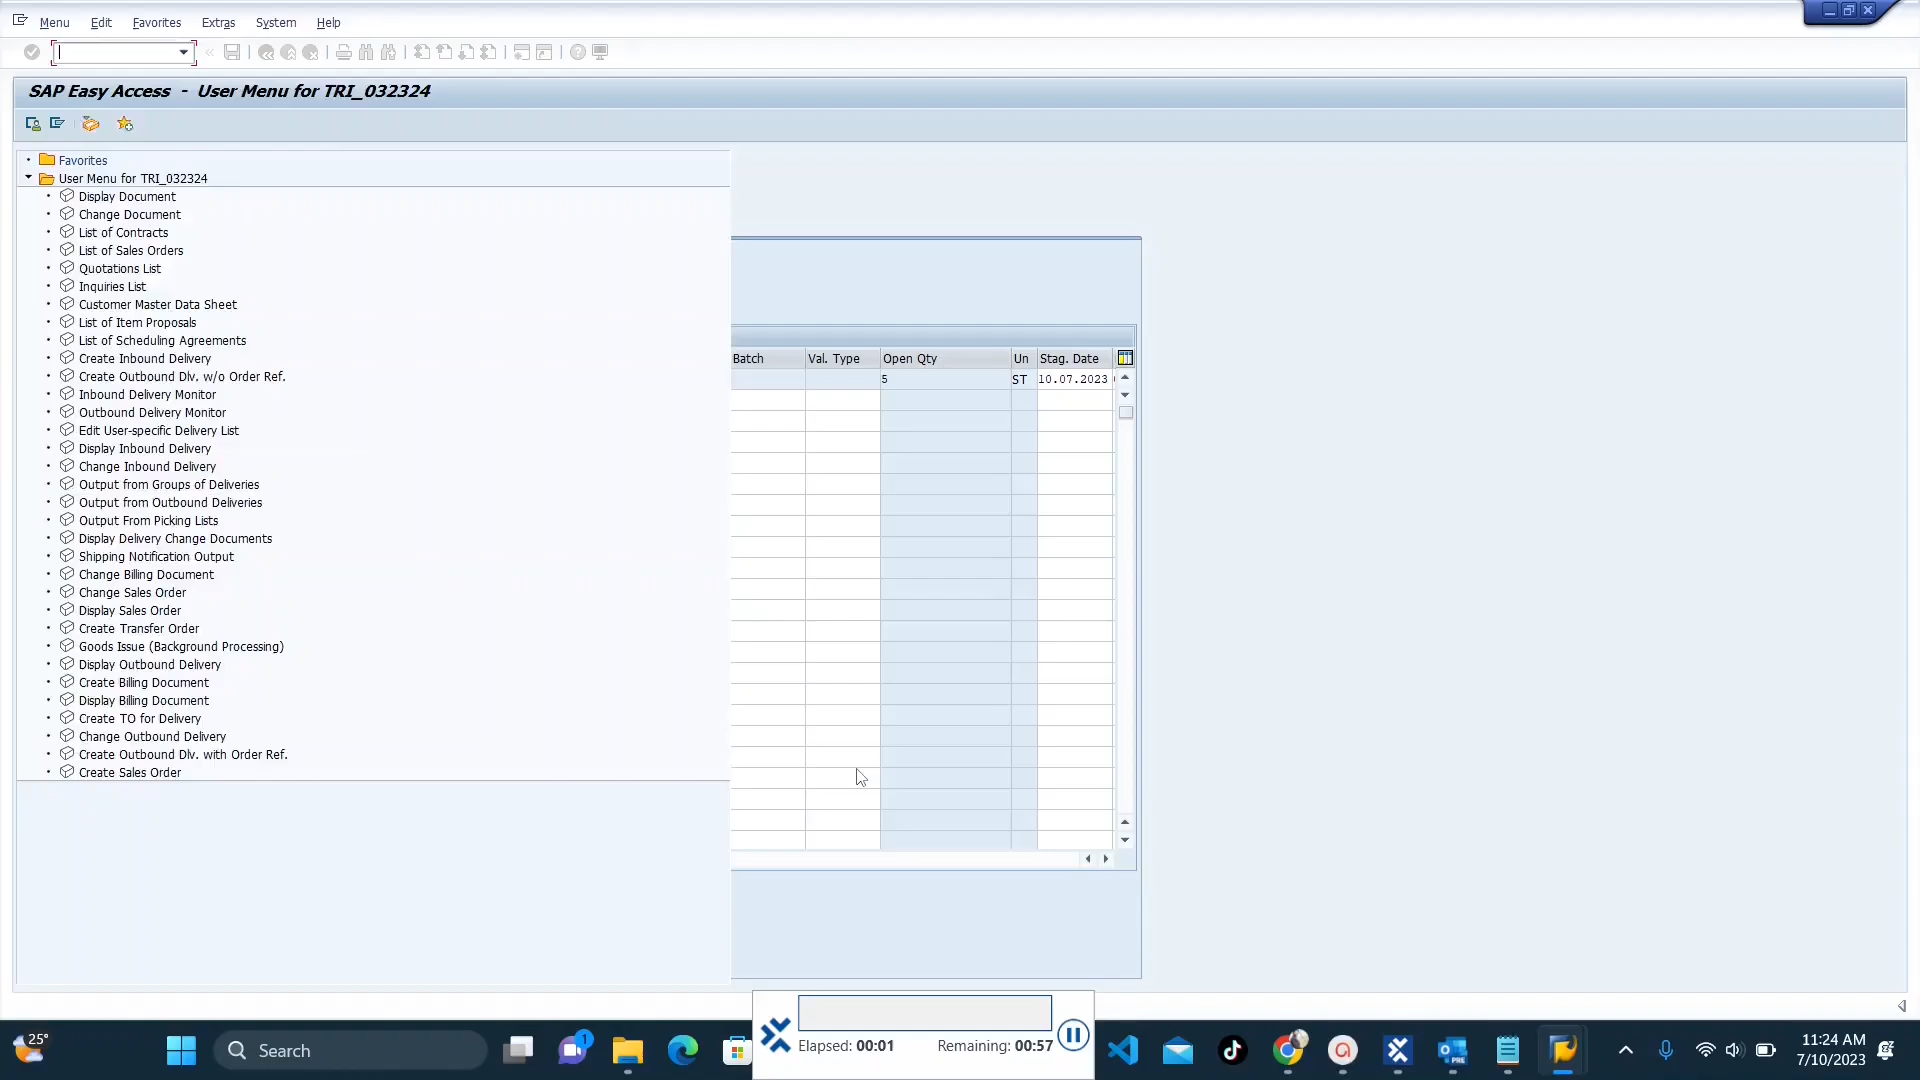 Menu Edit Favorites Extras System Help
SAP Easy Access - User Menu for TRI_032324
Favorites
User Menu for TRI_032324
Display Document
Change Document
List of Contracts
List of Sales Orders
Quotations List
Inquiries List
Customer Master Data Sheet
List of Item Proposals
List of Scheduling Agreements
Create Inbound Delivery
Create Outbound Dlv. w/o Order Ref.
Inbound Delivery Monitor
Outbound Delivery Monitor
Edit User-specific Delivery List
Display Inbound Delivery
Change Inbound Delivery
Output from Groups of Deliveries
Output from Outbound Deliveries
Output From Picking Lists
Display Delivery Change Documents
Shipping Notification Output
Change Billing Document
Change Sales Order
Display Sales Order
Create Transfer Order
Goods Issue (Background Processing)
Display Outbound Delivery
Create Billing Document
Display Billing Document
Create TO for Delivery
Change Outbound Delivery
Create Outbound Dlv. with Order Ref.
Create Sales Order
Batch Val. Type Open Qty Un Stag. Date
5 ST 10.07.2023
Elapsed: 00:01 Remaining: 00:57
25°
Search
1
PRE
11:24 AM
7/10/2023